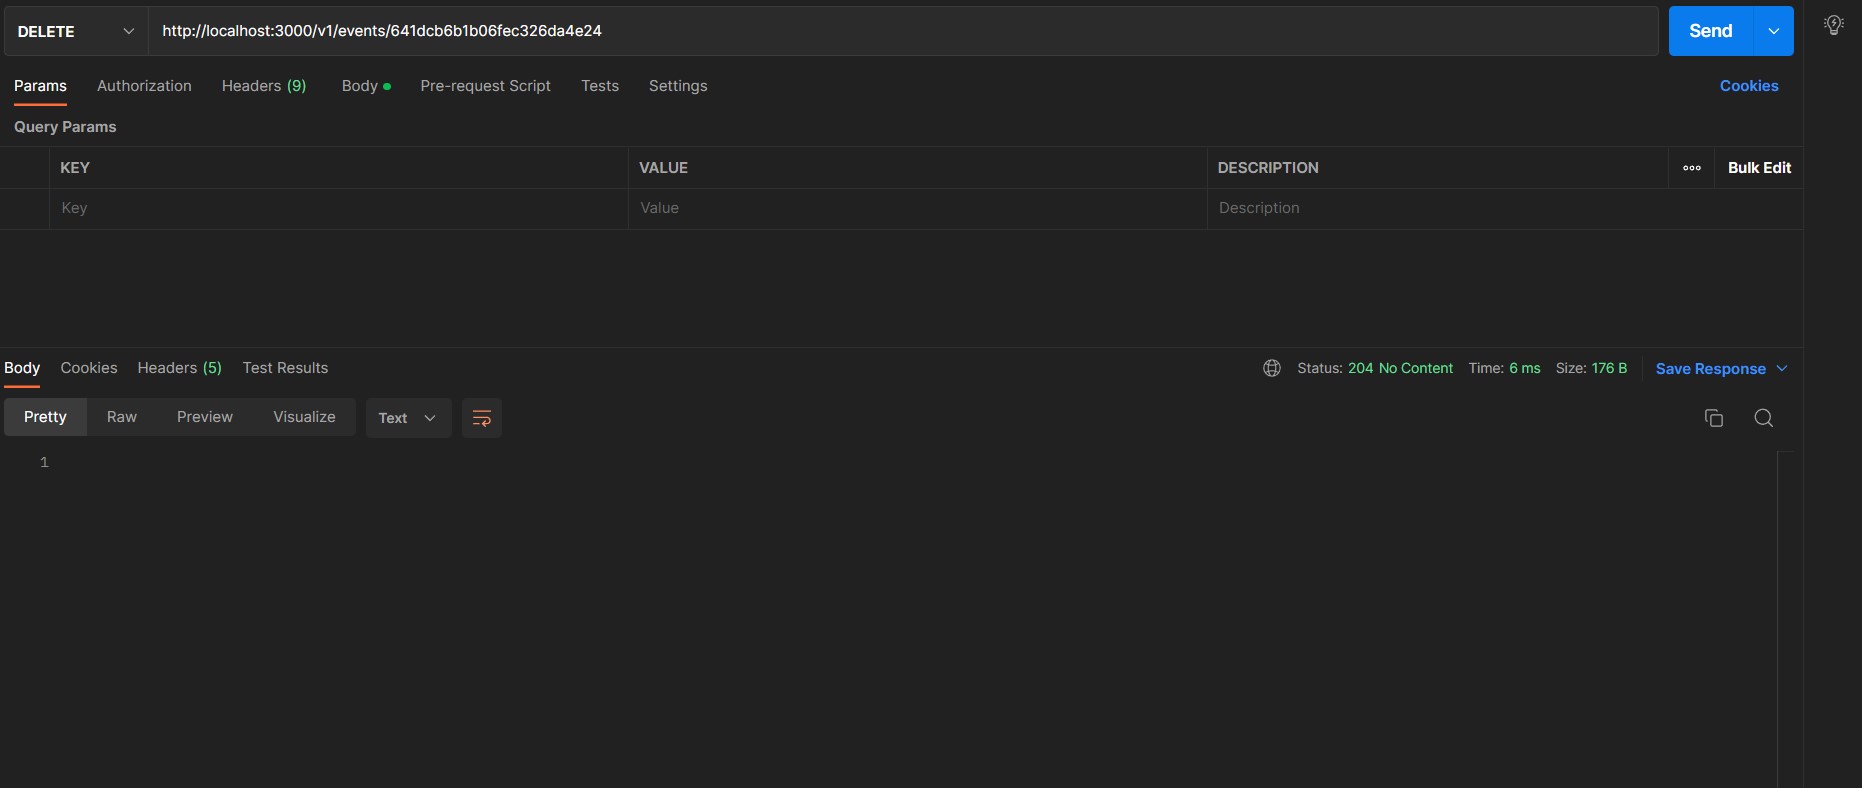 DELETE http://localhost:3000/v1/events/641dcb6b1b06fec326da4e24 Send
Params Authorization Headers (9) Body Pre-request Script Tests Settings Cookies
Query Params
KEY VALUE DESCRIPTION Bulk Edit
Key Value Description
Body Cookies Headers (5) Test Results Status: 204 No Content Time: 6 ms Size: 176 B Save Response
Pretty Raw Preview Visualize Text
1